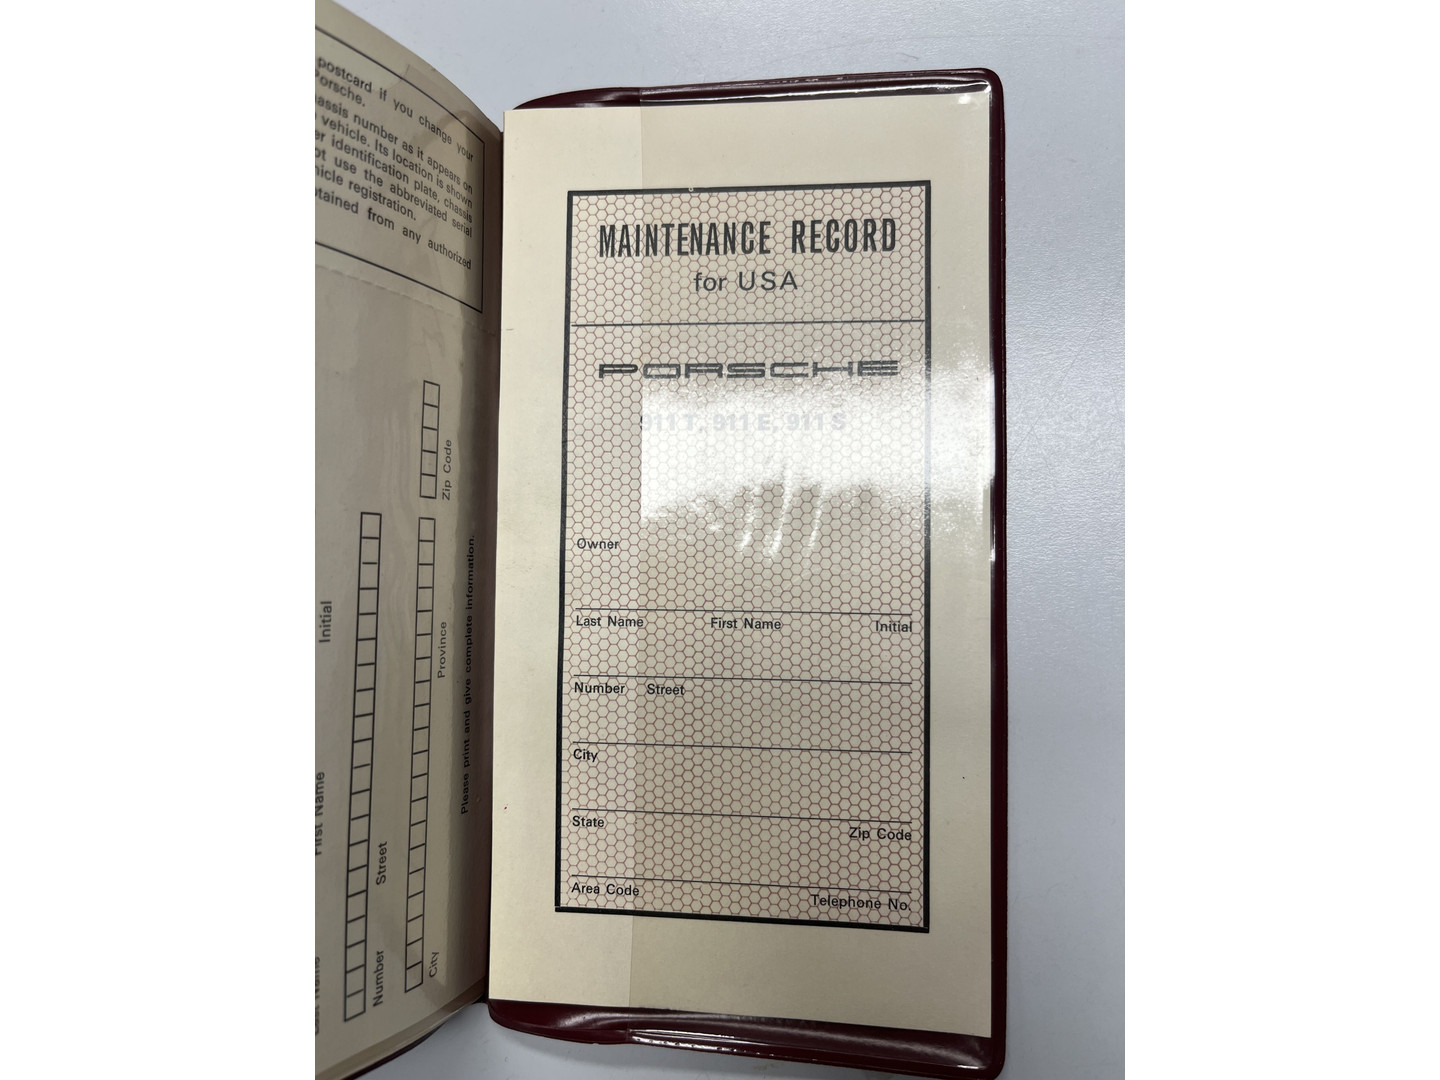 postcard if you change your
Porsche.
chassis number as it appears on
vehicle. Its location is shown
identification plate, chassis
use the abbreviated serial
registration.
from any authorized
Zip Code
Province
City
Please print and give complete information.
Initial
First Name
Street
Number
MAINTENANCE RECORD
for USA
PORSCHE
911 T, 911 E, 911 S
Owner
Last Name First Name Initial
Number Street
City
State Zip Code
Area Code Telephone No.